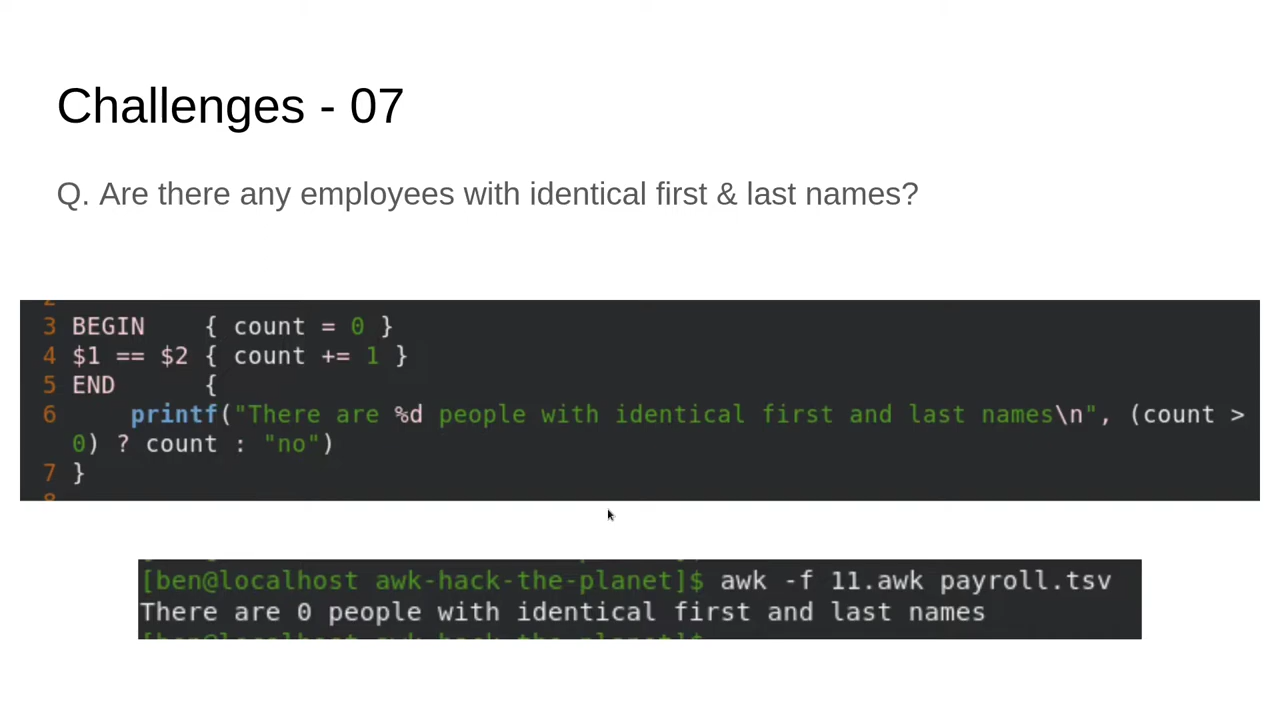 Challenges - 07
Q. Are there any employees with identical first & last names?
3 BEGIN    { count = 0 }
4 $1 == $2 { count += 1 }
5 END      {
6     printf("There are %d people with identical first and last names\n", (count >
0) ? count : "no")
7 }
[ben@localhost awk-hack-the-planet]$ awk -f 11.awk payroll.tsv
There are 0 people with identical first and last names